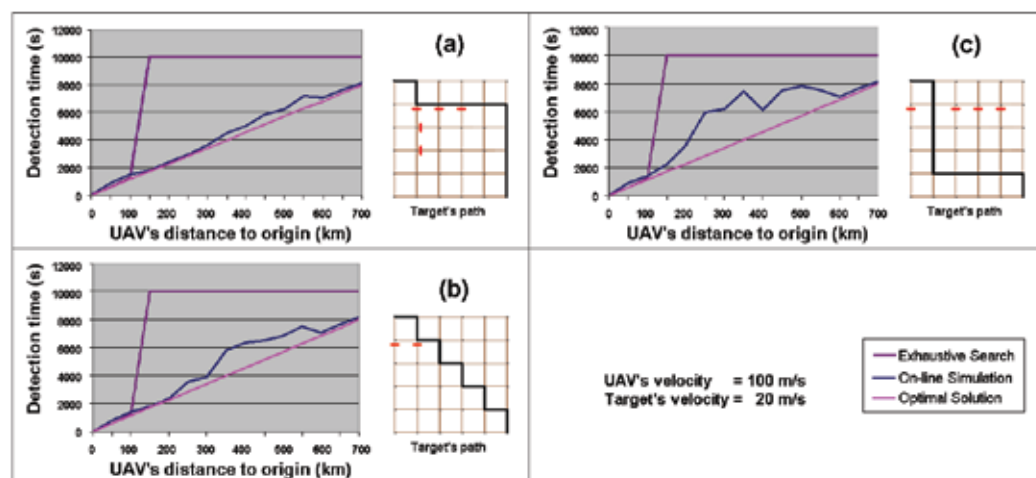 (a)
Detection time (s)
12000
10000
8000
6000
4000
2000
0
0 100 200 300 400 500 600 700
UAV's distance to origin (km)
Target's path
(c)
Detection time (s)
12000
10000
8000
6000
4000
2000
0
0 100 200 300 400 500 600 700
UAV's distance to origin (km)
Target's path
(b)
Detection time (s)
12000
10000
8000
6000
4000
2000
0
0 100 200 300 400 500 600 700
UAV's distance to origin (km)
Target's path
UAV's velocity = 100 m/s
Target's velocity = 20 m/s
Exhaustive Search
On-line Simulation
Optimal Solution